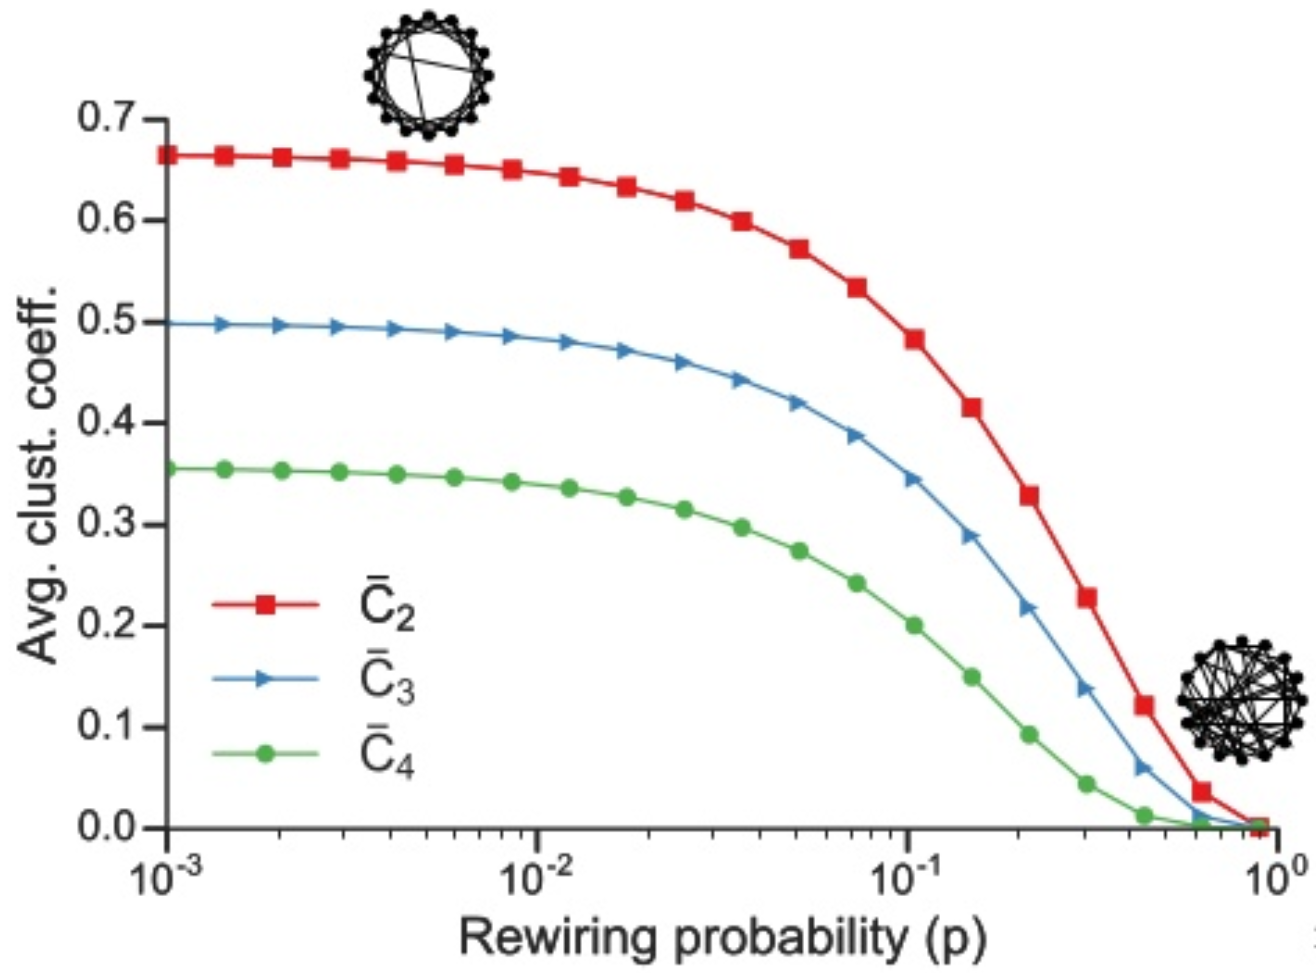 0.7
0.6
0.5
0.4
0.3
0.2
0.1
0.0
Avg. clust. coeff.
C̄₂
C̄₃
C̄₄
10⁻³ 10⁻² 10⁻¹ 10⁰
Rewiring probability (p)